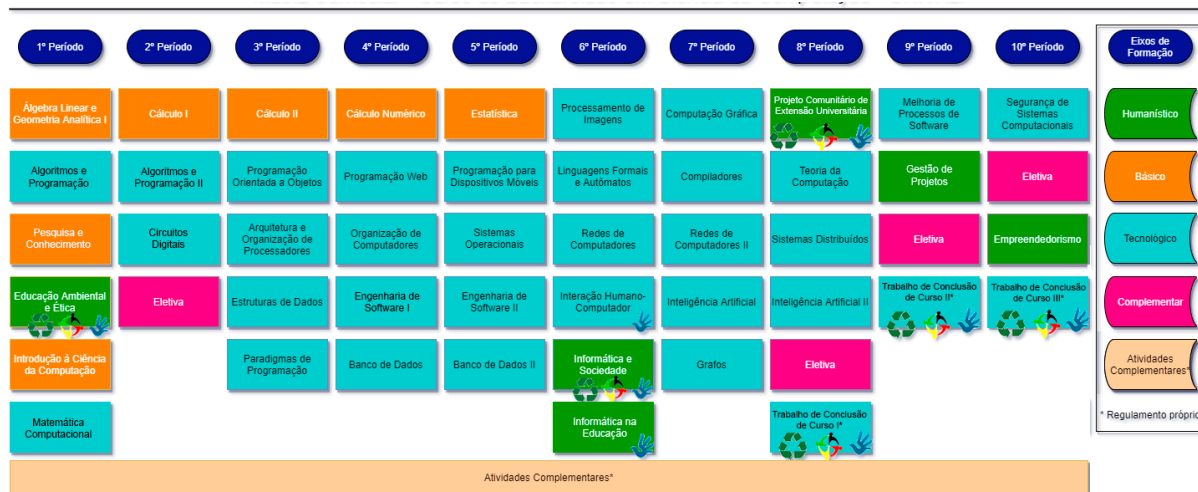 1º Período
2º Período
3º Período
4º Período
5º Período
6º Período
7º Período
8º Período
9º Período
10º Período
Eixos de
Formação
Álgebra Linear e
Geometria Analítica I
Cálculo I
Cálculo II
Cálculo Numérico
Estatística
Processamento de
Imagens
Computação Gráfica
Projeto Comunitário de
Extensão Universitária
Melhoria de
Processos de
Software
Segurança de
Sistemas
Computacionais
Humanístico
Algoritmos e
Programação
Algoritmos e
Programação II
Programação
Orientada a Objetos
Programação Web
Programação para
Dispositivos Móveis
Linguagens Formais
e Autômatos
Compiladores
Teoria da
Computação
Gestão de
Projetos
Eletiva
Básico
Pesquisa e
Conhecimento
Circuitos
Digitais
Arquitetura e
Organização de
Processadores
Organização de
Computadores
Sistemas
Operacionais
Redes de
Computadores
Redes de
Computadores II
Sistemas Distribuídos
Eletiva
Empreendedorismo
Tecnológico
Educação Ambiental
e Ética
Eletiva
Estruturas de Dados
Engenharia de
Software I
Engenharia de
Software II
Interação Humano-
Computador
Inteligência Artificial
Inteligência Artificial II
Trabalho de Conclusão
de Curso II*
Trabalho de Conclusão
de Curso III*
Complementar
Introdução à Ciência
da Computação
Paradigmas de
Programação
Banco de Dados
Banco de Dados II
Informática e
Sociedade
Grafos
Eletiva
Atividades
Complementares*
Matemática
Computacional
Informática na
Educação
Trabalho de Conclusão
de Curso I*
* Regulamento própri
Atividades Complementares*